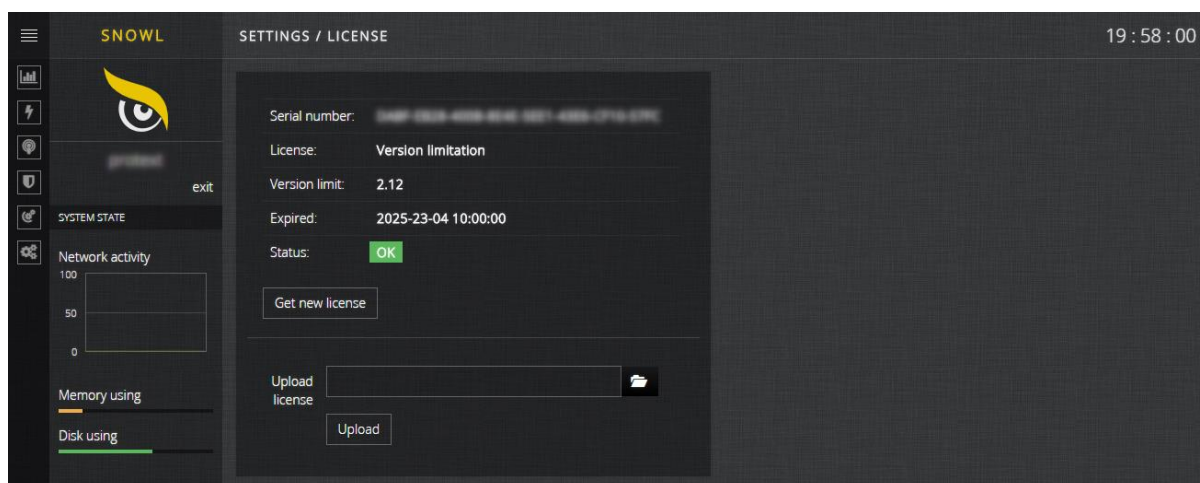 SNOWL
SETTINGS / LICENSE
19 : 58 : 00
exit
SYSTEM STATE
Network activity
100
50
0
Memory using
Disk using
Serial number:
License: Version limitation
Version limit: 2.12
Expired: 2025-23-04 10:00:00
Status: OK
Get new license
Upload
license
Upload